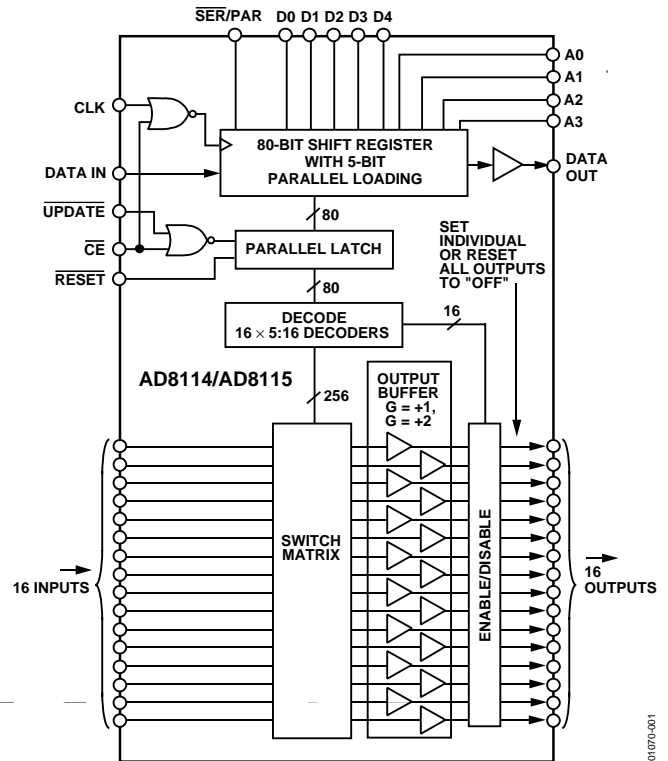 SER/PAR D0 D1 D2 D3 D4
A0
A1
A2
A3
CLK
80-BIT SHIFT REGISTER
WITH 5-BIT
PARALLEL LOADING
DATA IN
DATA
OUT
UPDATE
CE
RESET
80
PARALLEL LATCH
80
SET
INDIVIDUAL
OR RESET
ALL OUTPUTS
TO "OFF"
DECODE
16 × 5:16 DECODERS
16
AD8114/AD8115
256
OUTPUT
BUFFER
G = +1,
G = +2
SWITCH
MATRIX
ENABLE/DISABLE
16 INPUTS
16
OUTPUTS
01070-001